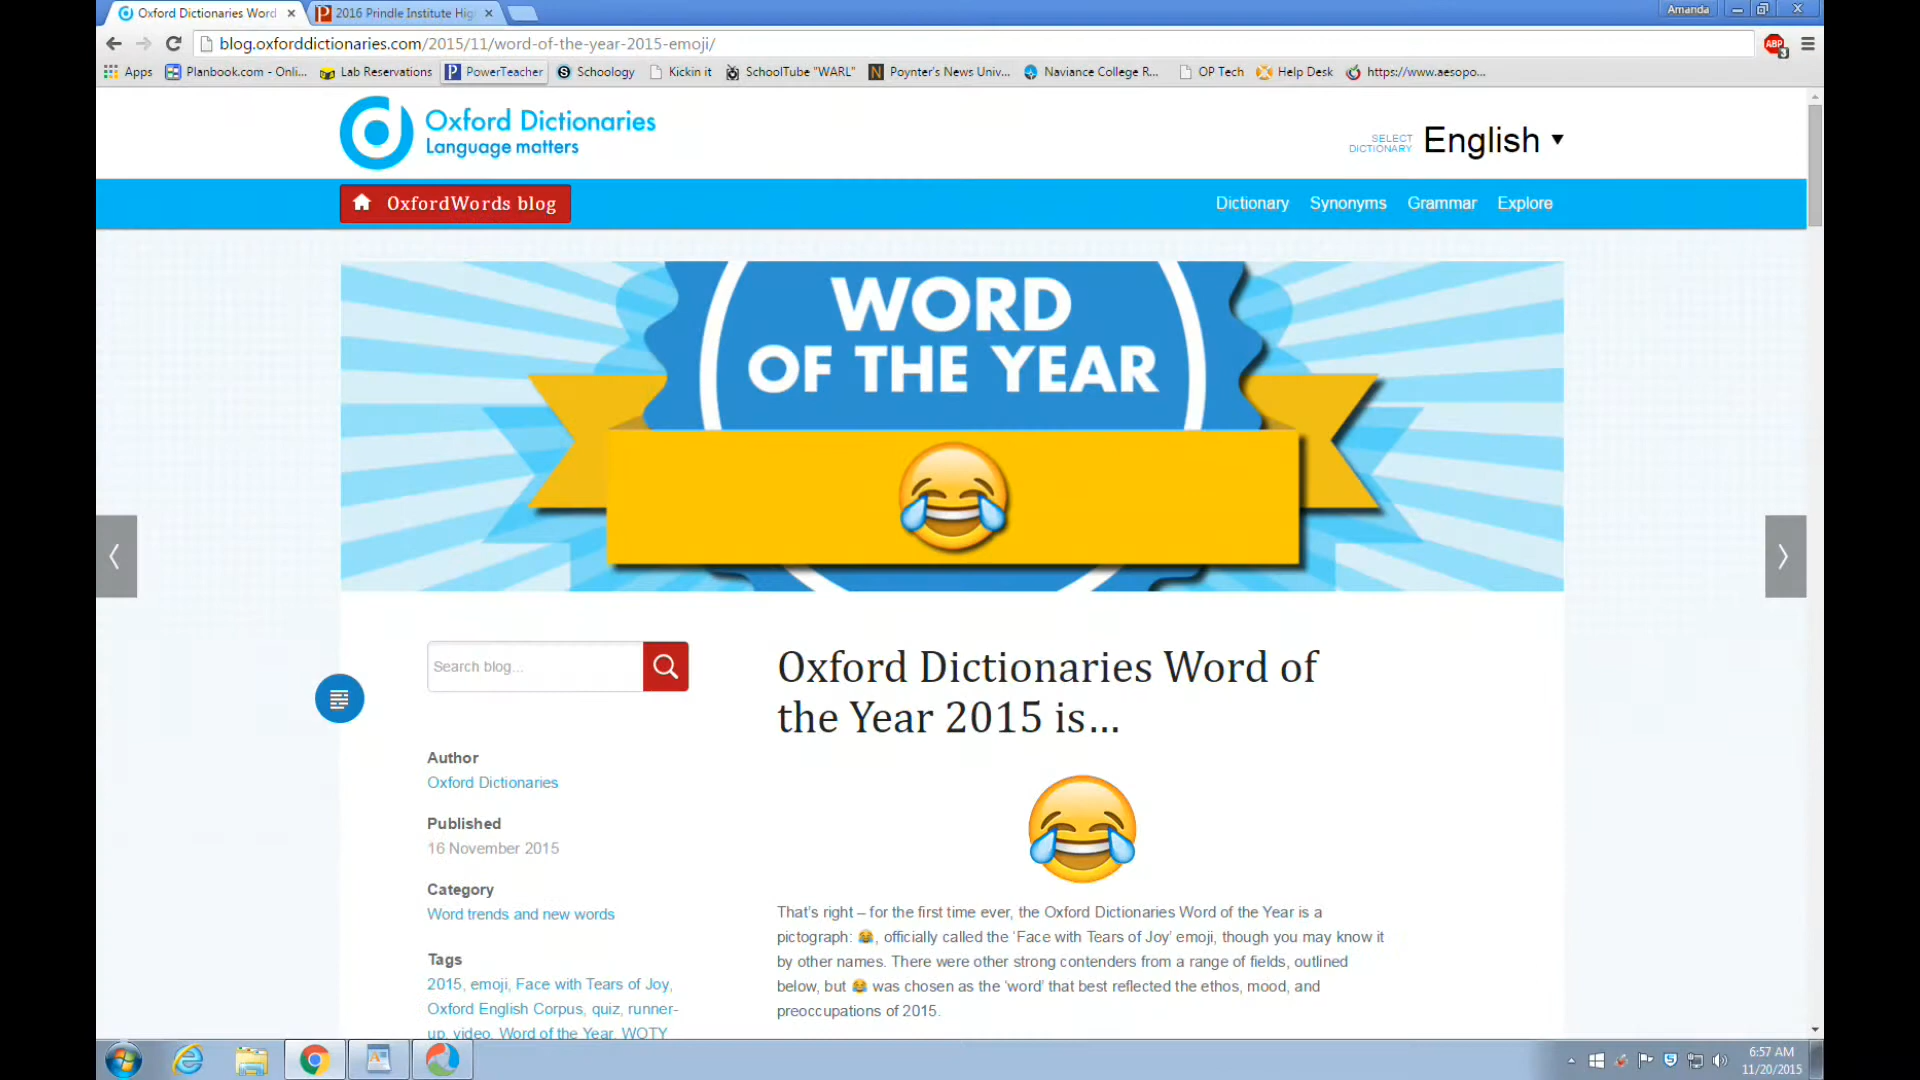 Oxford Dictionaries Word
2016 Prindle Institute Hig
Amanda
blog.oxforddictionaries.com/2015/11/word-of-the-year-2015-emoji/
ABP
3
Apps
Planbook.com - Onli...
Lab Reservations
PowerTeacher
Schoology
Kickin it
SchoolTube "WARL"
Poynter's News Univ...
Naviance College R...
OP Tech
Help Desk
https://www.aesopo...
Oxford Dictionaries
Language matters
SELECT
DICTIONARY
English
OxfordWords blog
Dictionary
Synonyms
Grammar
Explore
WORD
OF THE YEAR
Search blog...
Oxford Dictionaries Word of
the Year 2015 is...
Author
Oxford Dictionaries
Published
16 November 2015
Category
Word trends and new words
Tags
2015, emoji, Face with Tears of Joy,
Oxford English Corpus, quiz, runner-
up, video, Word of the Year, WOTY
That's right – for the first time ever, the Oxford Dictionaries Word of the Year is a
pictograph: 😂, officially called the 'Face with Tears of Joy' emoji, though you may know it
by other names. There were other strong contenders from a range of fields, outlined
below, but 😂 was chosen as the 'word' that best reflected the ethos, mood, and
preoccupations of 2015.
6:57 AM
11/20/2015